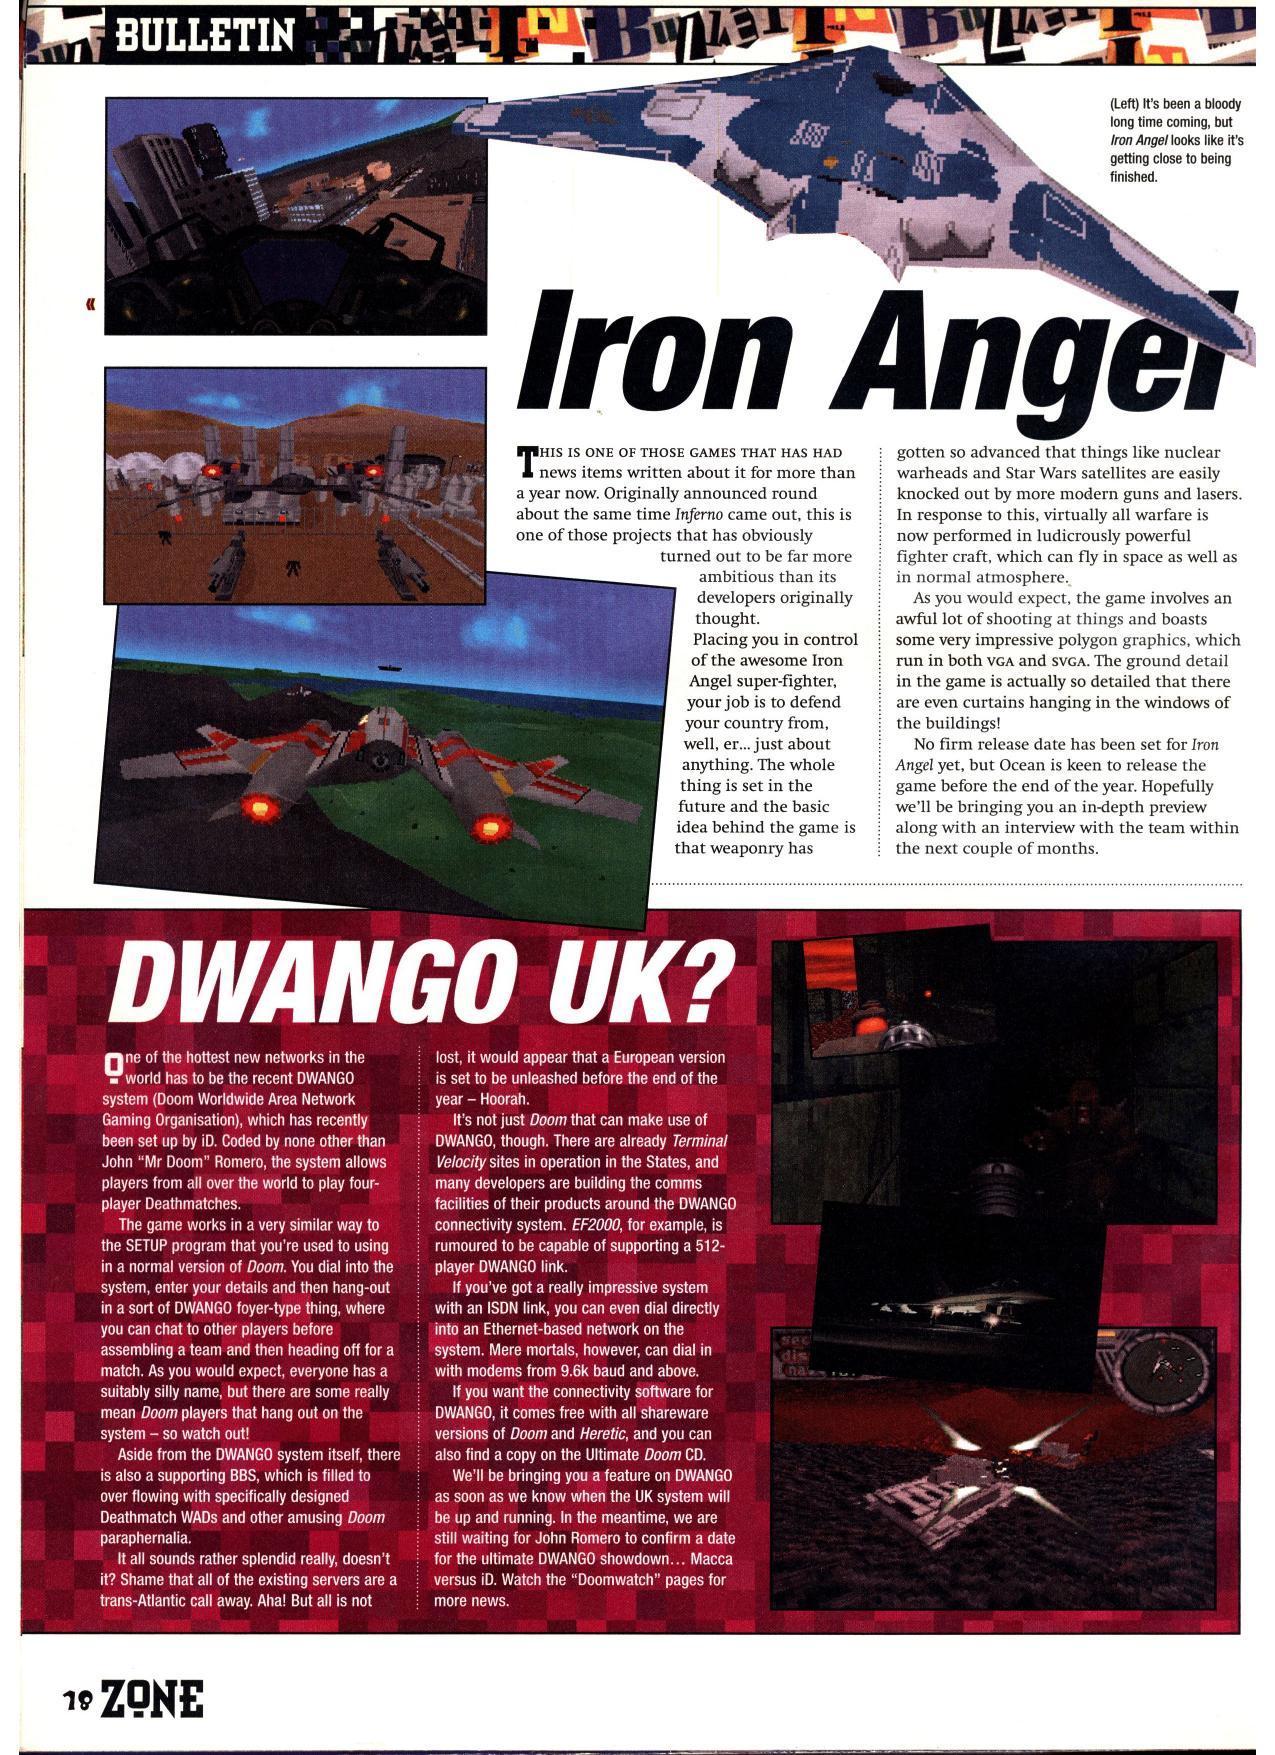 BULLETIN
(Left) It's been a bloody
long time coming, but
Iron Angel looks like it's
getting close to being
finished.
«
Iron Angel
THIS IS ONE OF THOSE GAMES THAT HAS HAD
news items written about it for more than
a year now. Originally announced round
about the same time Inferno came out, this is
one of those projects that has obviously
turned out to be far more
ambitious than its
developers originally
thought.
Placing you in control
of the awesome Iron
Angel super-fighter,
your job is to defend
your country from,
well, er... just about
anything. The whole
thing is set in the
future and the basic
idea behind the game is
that weaponry has
gotten so advanced that things like nuclear
warheads and Star Wars satellites are easily
knocked out by more modern guns and lasers.
In response to this, virtually all warfare is
now performed in ludicrously powerful
fighter craft, which can fly in space as well as
in normal atmosphere.
As you would expect, the game involves an
awful lot of shooting at things and boasts
some very impressive polygon graphics, which
run in both VGA and SVGA. The ground detail
in the game is actually so detailed that there
are even curtains hanging in the windows of
the buildings!
No firm release date has been set for Iron
Angel yet, but Ocean is keen to release the
game before the end of the year. Hopefully
we'll be bringing you an in-depth preview
along with an interview with the team within
the next couple of months.
DWANGO UK?
One of the hottest new networks in the
world has to be the recent DWANGO
system (Doom Worldwide Area Network
Gaming Organisation), which has recently
been set up by iD. Coded by none other than
John “Mr Doom” Romero, the system allows
players from all over the world to play four-
player Deathmatches.
The game works in a very similar way to
the SETUP program that you're used to using
in a normal version of Doom. You dial into the
system, enter your details and then hang-out
in a sort of DWANGO foyer-type thing, where
you can chat to other players before
assembling a team and then heading off for a
match. As you would expect, everyone has a
suitably silly name, but there are some really
mean Doom players that hang out on the
system – so watch out!
Aside from the DWANGO system itself, there
is also a supporting BBS, which is filled to
over flowing with specifically designed
Deathmatch WADs and other amusing Doom
paraphernalia.
It all sounds rather splendid really, doesn't
it? Shame that all of the existing servers are a
trans-Atlantic call away. Aha! But all is not
lost, it would appear that a European version
is set to be unleashed before the end of the
year – Hoorah.
It's not just Doom that can make use of
DWANGO, though. There are already Terminal
Velocity sites in operation in the States, and
many developers are building the comms
facilities of their products around the DWANGO
connectivity system. EF2000, for example, is
rumoured to be capable of supporting a 512-
player DWANGO link.
If you've got a really impressive system
with an ISDN link, you can even dial directly
into an Ethernet-based network on the
system. Mere mortals, however, can dial in
with modems from 9.6k baud and above.
If you want the connectivity software for
DWANGO, it comes free with all shareware
versions of Doom and Heretic, and you can
also find a copy on the Ultimate Doom CD.
We'll be bringing you a feature on DWANGO
as soon as we know when the UK system will
be up and running. In the meantime, we are
still waiting for John Romero to confirm a date
for the ultimate DWANGO showdown… Macca
versus iD. Watch the “Doomwatch” pages for
more news.
18 ZONE